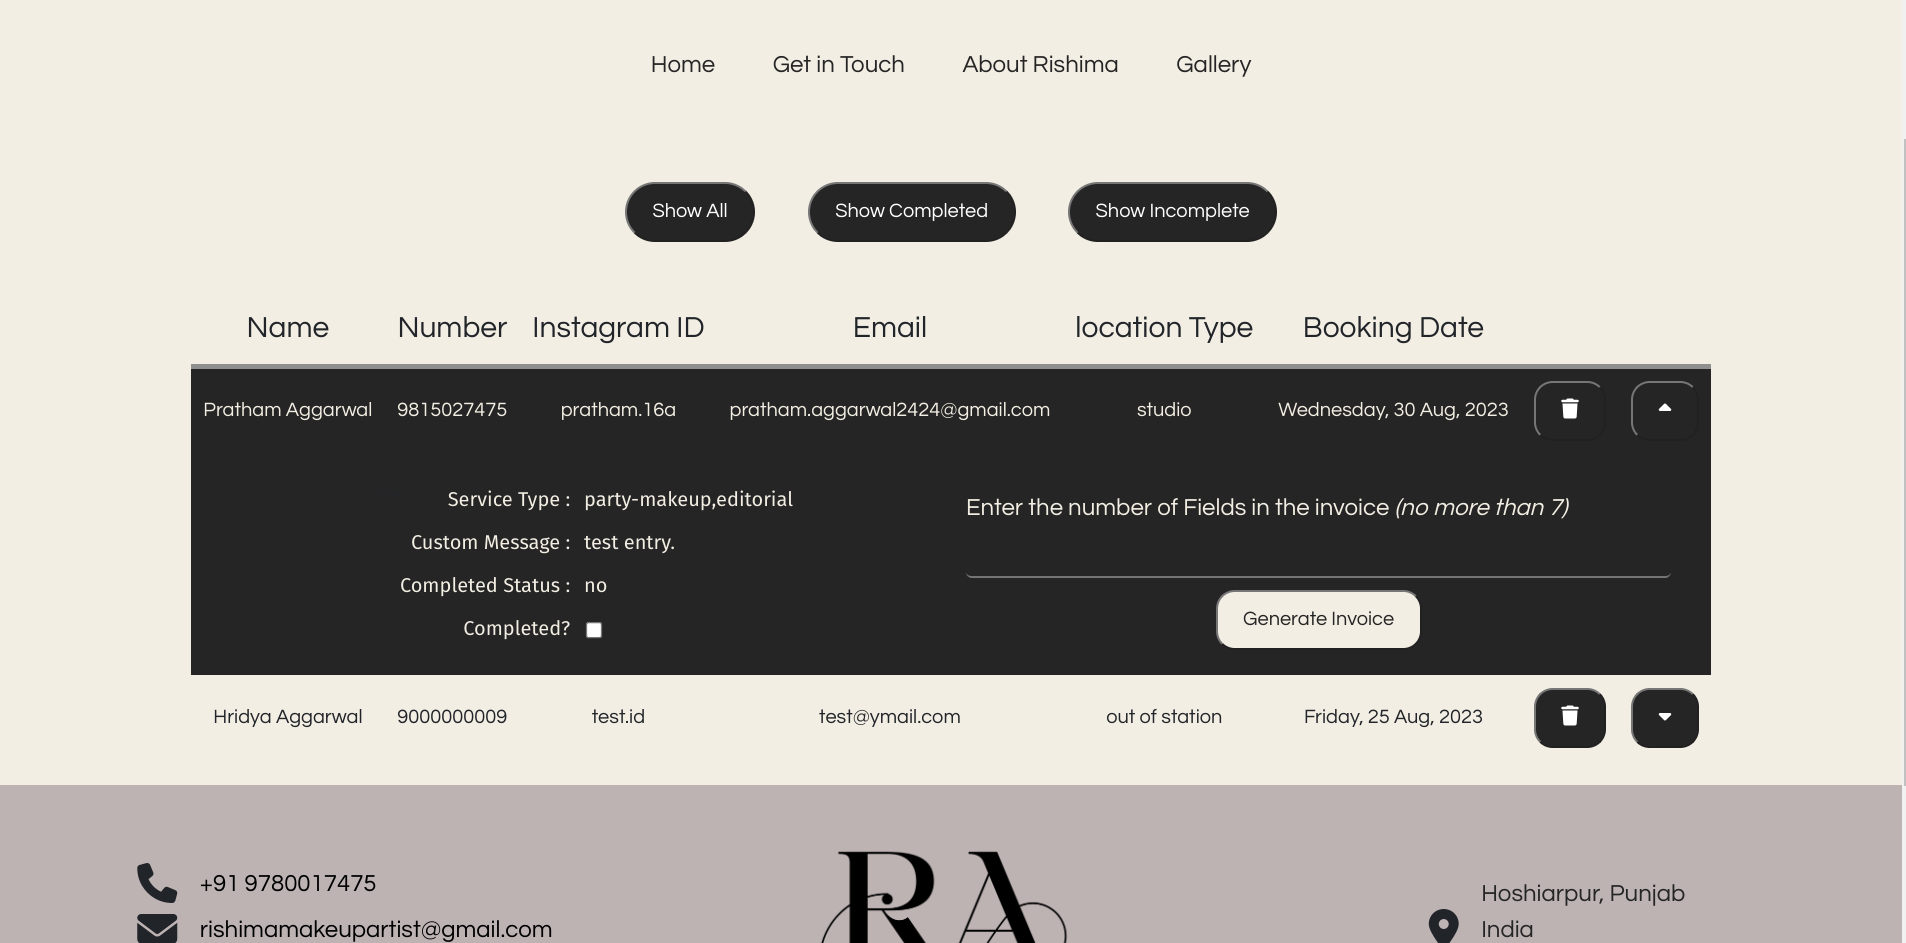 Home Get in Touch About Rishima Gallery
Show All Show Completed Show Incomplete
Name Number Instagram ID Email location Type Booking Date
Pratham Aggarwal 9815027475 pratham.16a pratham.aggarwal2424@gmail.com studio Wednesday, 30 Aug, 2023
Service Type : party-makeup,editorial
Custom Message : test entry.
Completed Status : no
Completed?
Enter the number of Fields in the invoice (no more than 7)
Generate Invoice
Hridya Aggarwal 9000000009 test.id test@ymail.com out of station Friday, 25 Aug, 2023
+91 9780017475
rishimamakeupartist@gmail.com
RA
Hoshiarpur, Punjab
India